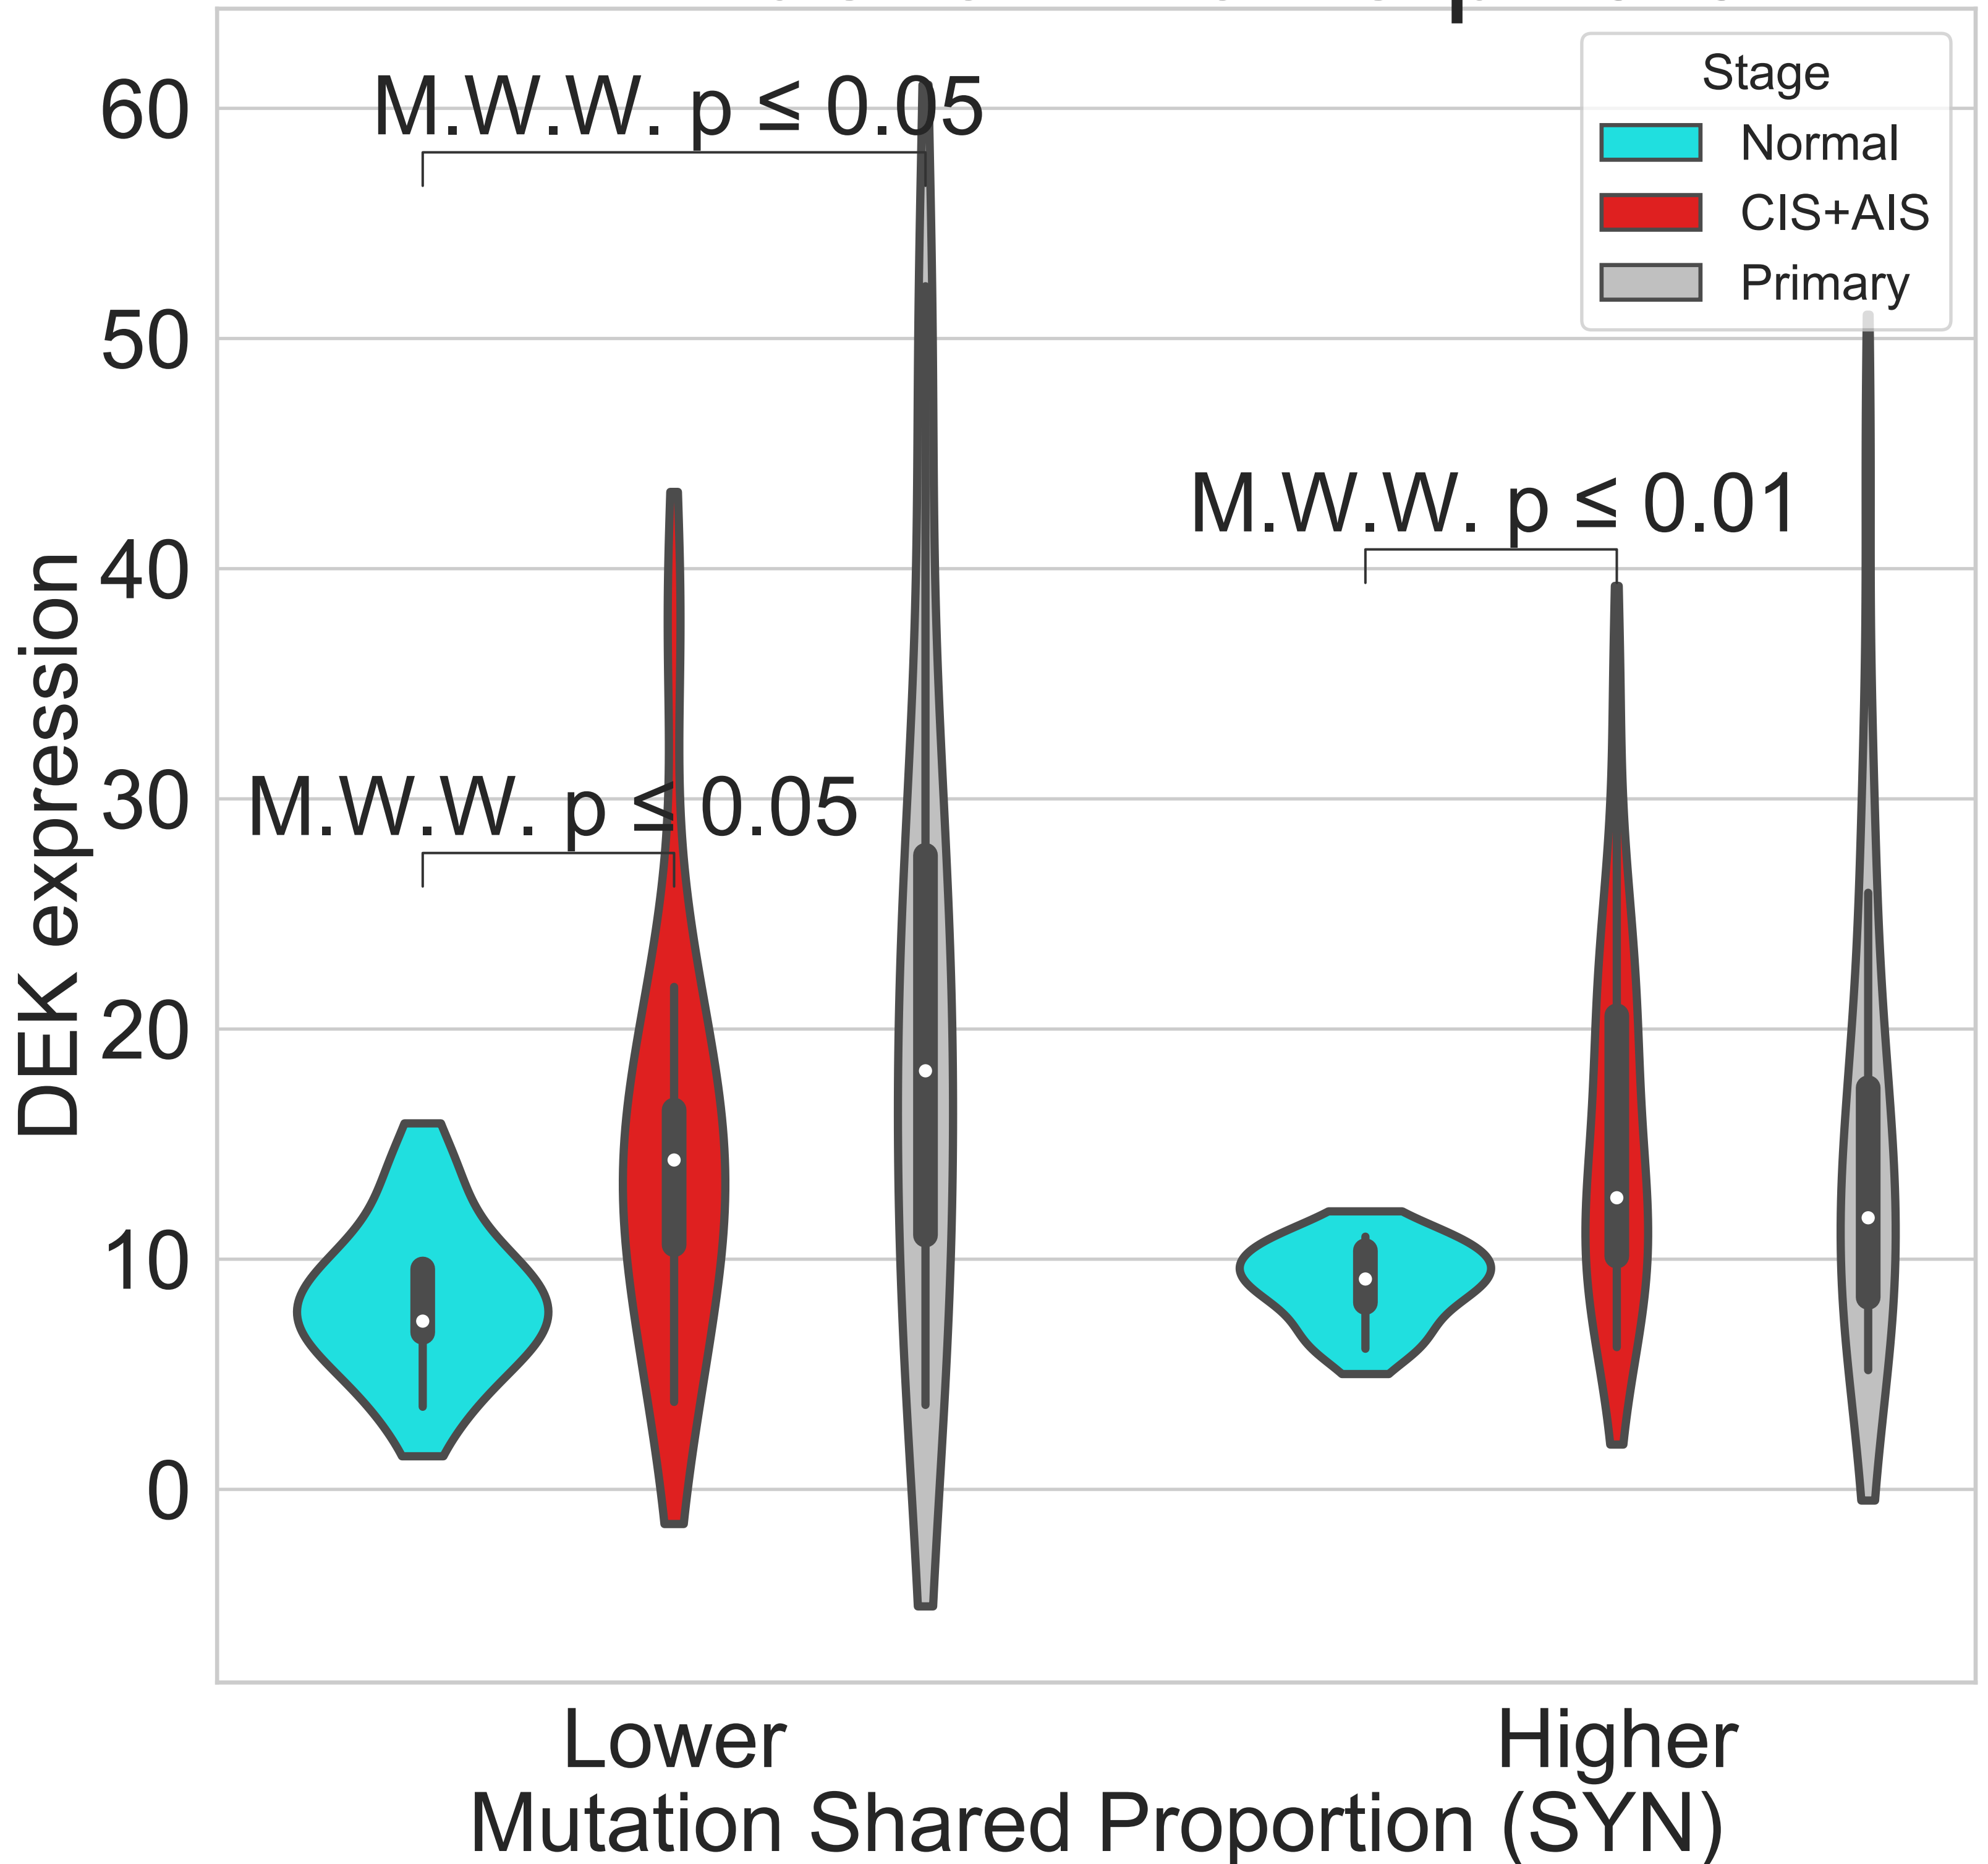 Stage
Normal
CIS+AIS
Primary
M.W.W. p ≤ 0.05
M.W.W. p ≤ 0.01
M.W.W. p ≤ 0.05
60
50
40
30
20
10
0
DEK expression
Lower
Higher
Mutation Shared Proportion (SYN)